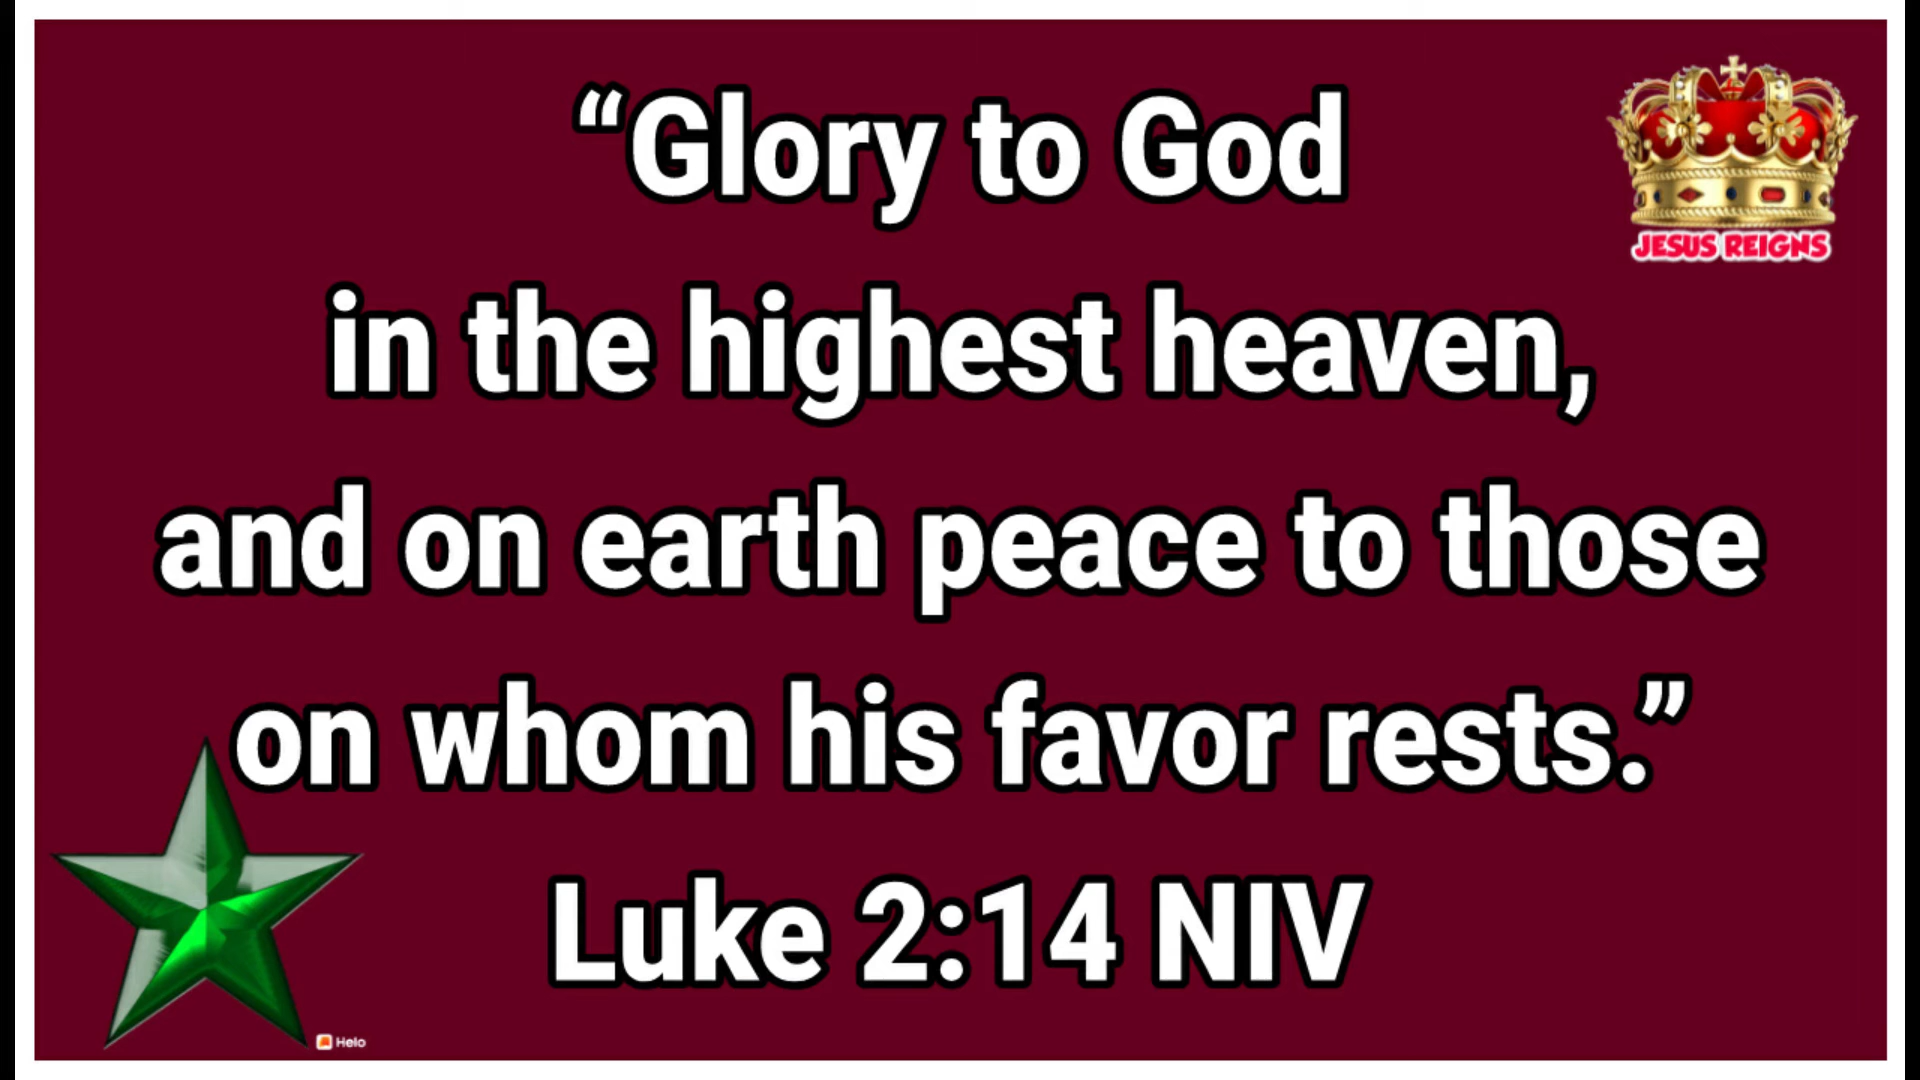 “Glory to God
JESUS REIGNS
in the highest heaven,
and on earth peace to those
on whom his favor rests.”
Luke 2:14 NIV
Helo